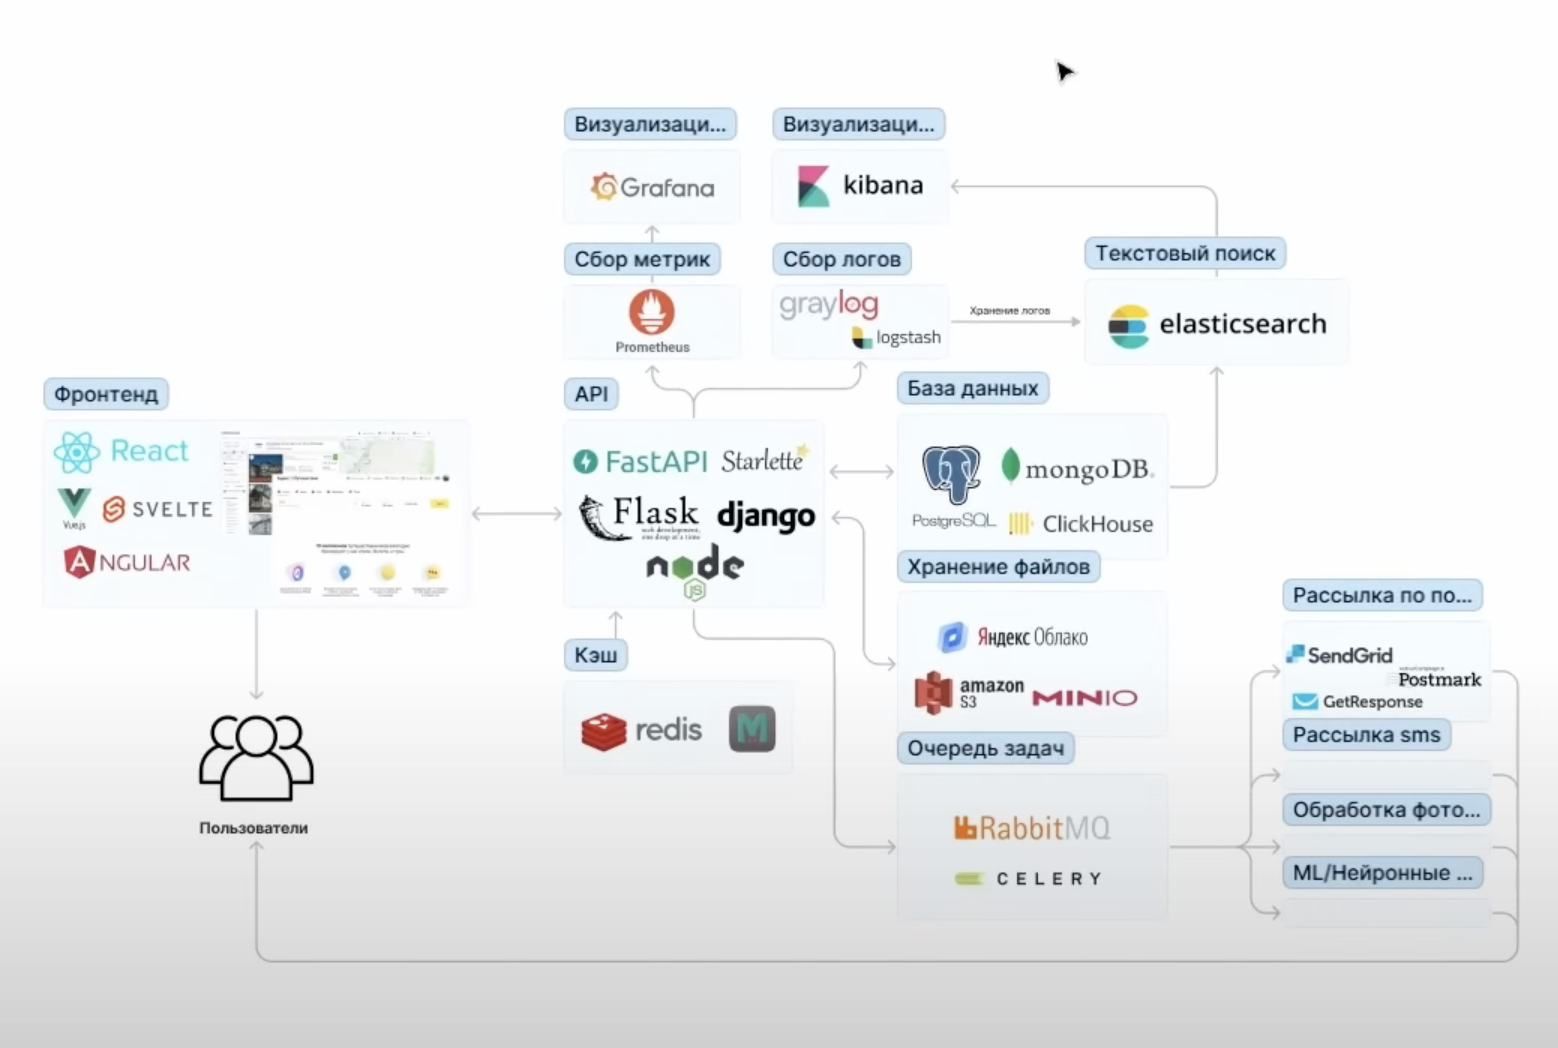 Визуализаци...
Grafana
Визуализаци...
kibana
Сбор метрик
Prometheus
Сбор логов
graylog
logstash
Хранение логов
Текстовый поиск
elasticsearch
Фронтенд
React
Vue.js
SVELTE
ANGULAR
API
FastAPI
Starlette
Flask
web development,
one drop at a time
django
node
JS
База данных
PostgreSQL
mongoDB.
ClickHouse
Хранение файлов
Яндекс Облако
amazon
S3
MINIO
Кэш
redis
M
Очередь задач
RabbitMQ
CELERY
Рассылка по по...
SendGrid
Postmark
GetResponse
Рассылка sms
Обработка фото...
ML/Нейронные ...
Пользователи